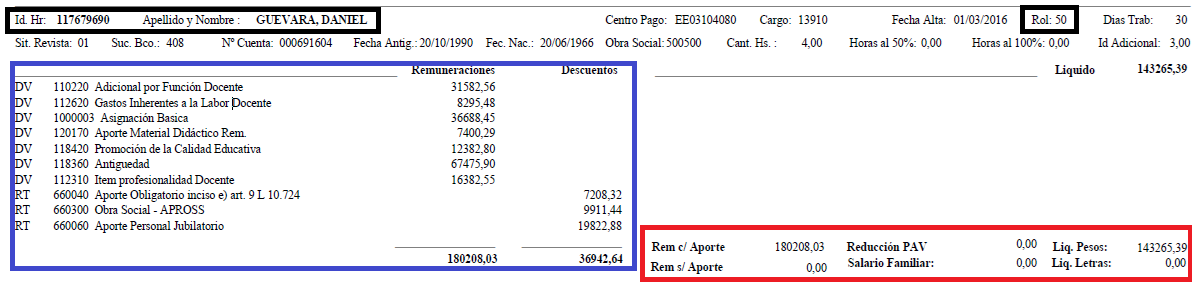 Id. Hr: 117679690 Apellido y Nombre : GUEVARA, DANIEL Centro Pago: EE03104080 Cargo: 13910 Fecha Alta: 01/03/2016 Rol: 50 Dias Trab: 30
Sit. Revista: 01 Suc. Bco.: 408 Nº Cuenta: 000691604 Fecha Antig.: 20/10/1990 Fec. Nac.: 20/06/1966 Obra Social: 500500 Cant. Hs. : 4,00 Horas al 50%: 0,00 Horas al 100%: 0,00 Id Adicional: 3,00
Remuneraciones Descuentos Liquido 143265,39
DV 110220 Adicional por Función Docente 31582,56
DV 112620 Gastos Inherentes a la Labor Docente 8295,48
DV 1000003 Asignación Basica 36688,45
DV 120170 Aporte Material Didáctico Rem. 7400,29
DV 118420 Promoción de la Calidad Educativa 12382,80
DV 118360 Antiguedad 67475,90
DV 112310 Item profesionalidad Docente 16382,55
RT 660040 Aporte Obligatorio inciso e) art. 9 L 10.724 7208,32
RT 660300 Obra Social - APROSS 9911,44
RT 660060 Aporte Personal Jubilatorio 19822,88
180208,03 36942,64
Rem c/ Aporte 180208,03 Reducción PAV 0,00 Liq. Pesos: 143265,39
Rem s/ Aporte 0,00 Salario Familiar: 0,00 Liq. Letras: 0,00